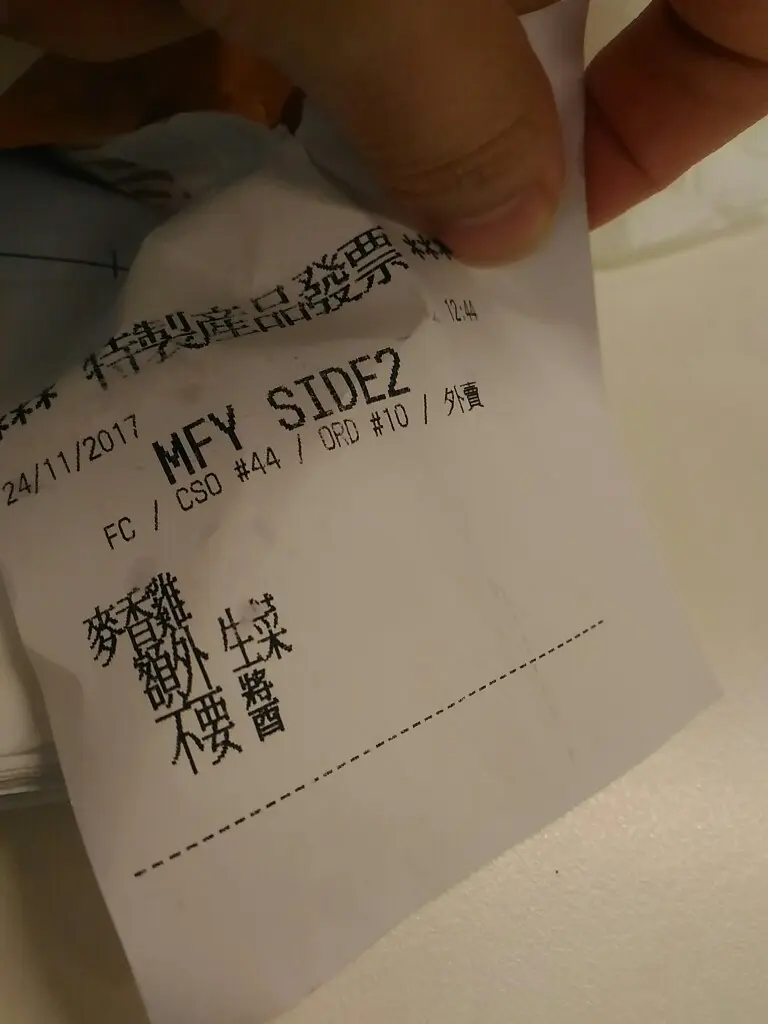 *** 特製產品發票 ***
24/11/2017 12:44
MFY SIDE2
FC / CSO #44 / ORD #10 / 外賣
麥香雞
額外 生菜
不要 醬